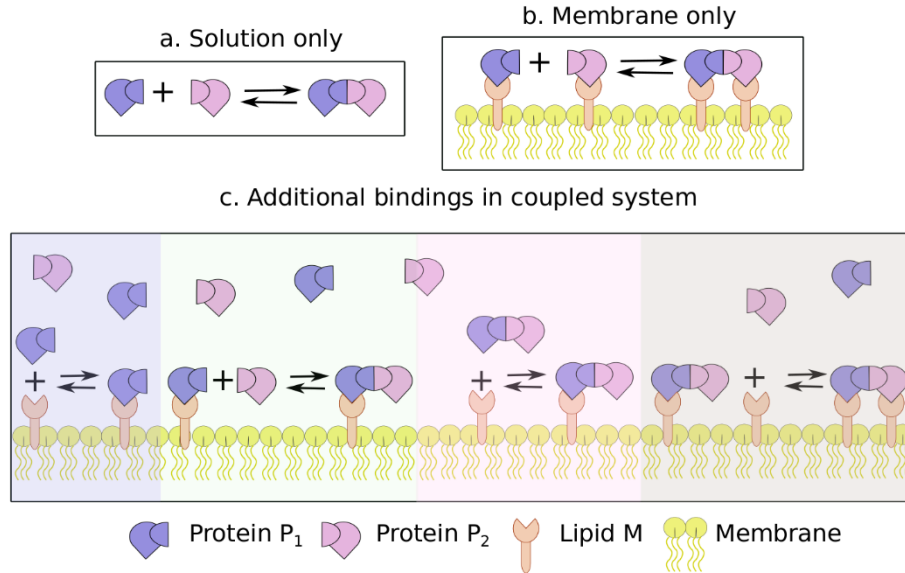 a. Solution only
b. Membrane only
c. Additional bindings in coupled system
Protein P₁ Protein P₂ Lipid M Membrane